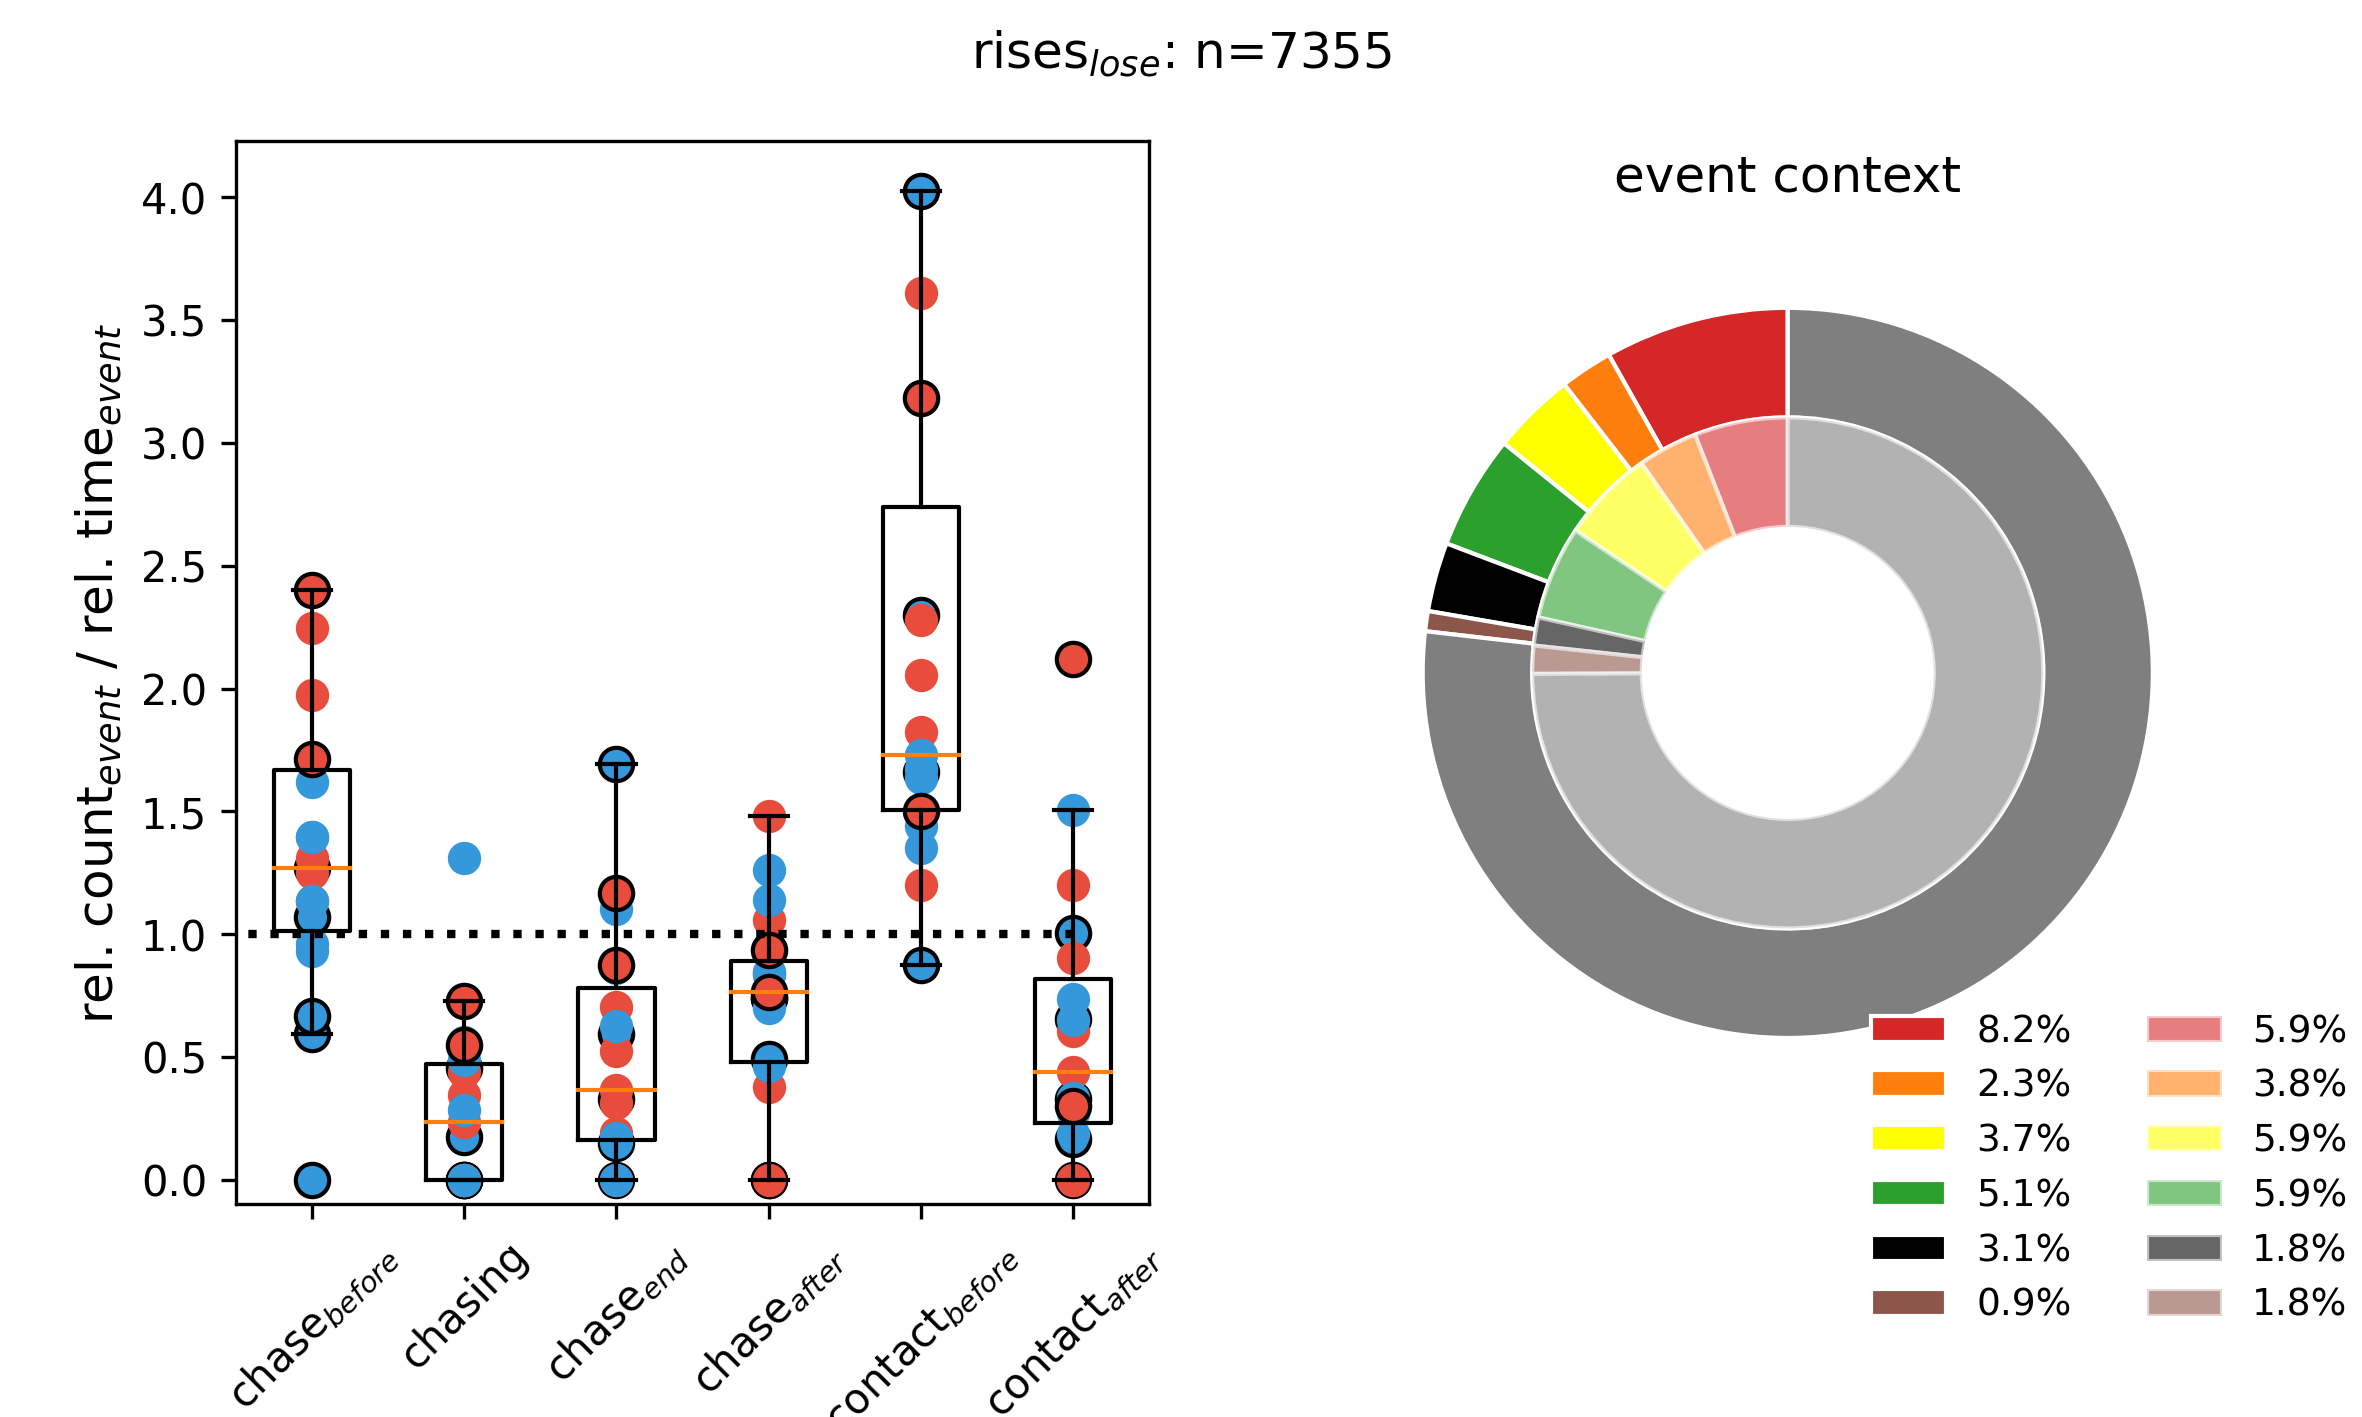 rises_lose: n=7355
rel. count_event / rel. time_event
4.0
3.5
3.0
2.5
2.0
1.5
1.0
0.5
0.0
chase_before
chasing
chase_end
chase_after
contact_before
contact_after
event context
8.2% 5.9%
2.3% 3.8%
3.7% 5.9%
5.1% 5.9%
3.1% 1.8%
0.9% 1.8%